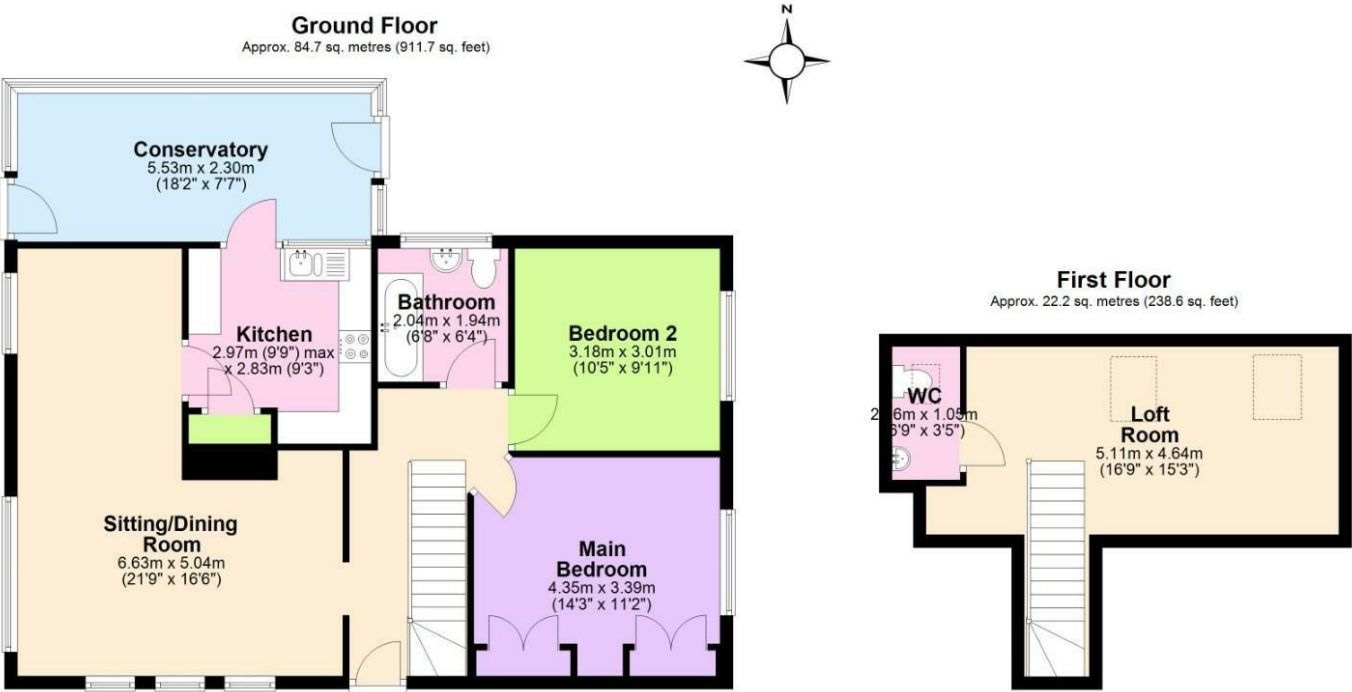 Ground Floor
Approx. 84.7 sq. metres (911.7 sq. feet)
N
Conservatory
5.53m x 2.30m
(18'2" x 7'7")
Kitchen
2.97m (9'9") max
x 2.83m (9'3")
Bathroom
2.04m x 1.94m
(6'8" x 6'4")
Bedroom 2
3.18m x 3.01m
(10'5" x 9'11")
Sitting/Dining
Room
6.63m x 5.04m
(21'9" x 16'6")
Main
Bedroom
4.35m x 3.39m
(14'3" x 11'2")
First Floor
Approx. 22.2 sq. metres (238.6 sq. feet)
WC
x 1.05m
x 3'5")
Loft
Room
5.11m x 4.64m
(16'9" x 15'3")